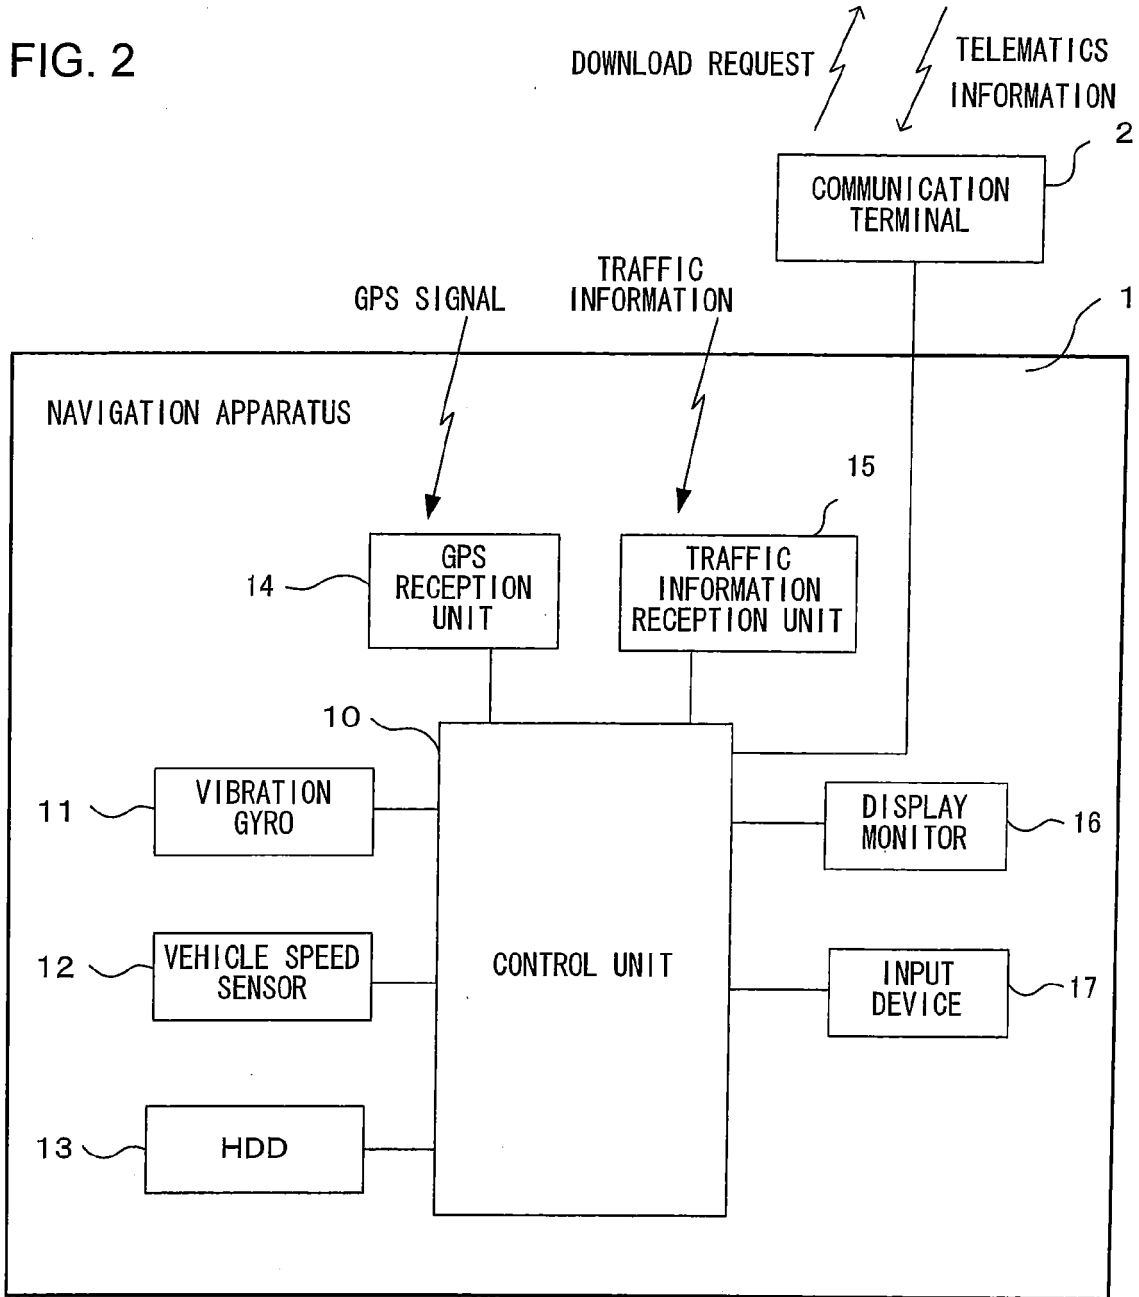 FIG. 2
DOWNLOAD REQUEST
TELEMATICS
INFORMATION
2
COMMUNICATION
TERMINAL
GPS SIGNAL
TRAFFIC
INFORMATION
1
NAVIGATION APPARATUS
15
14
GPS
RECEPTION
UNIT
TRAFFIC
INFORMATION
RECEPTION UNIT
10
11
VIBRATION
GYRO
DISPLAY
MONITOR
16
12
VEHICLE SPEED
SENSOR
CONTROL UNIT
INPUT
DEVICE
17
13
HDD